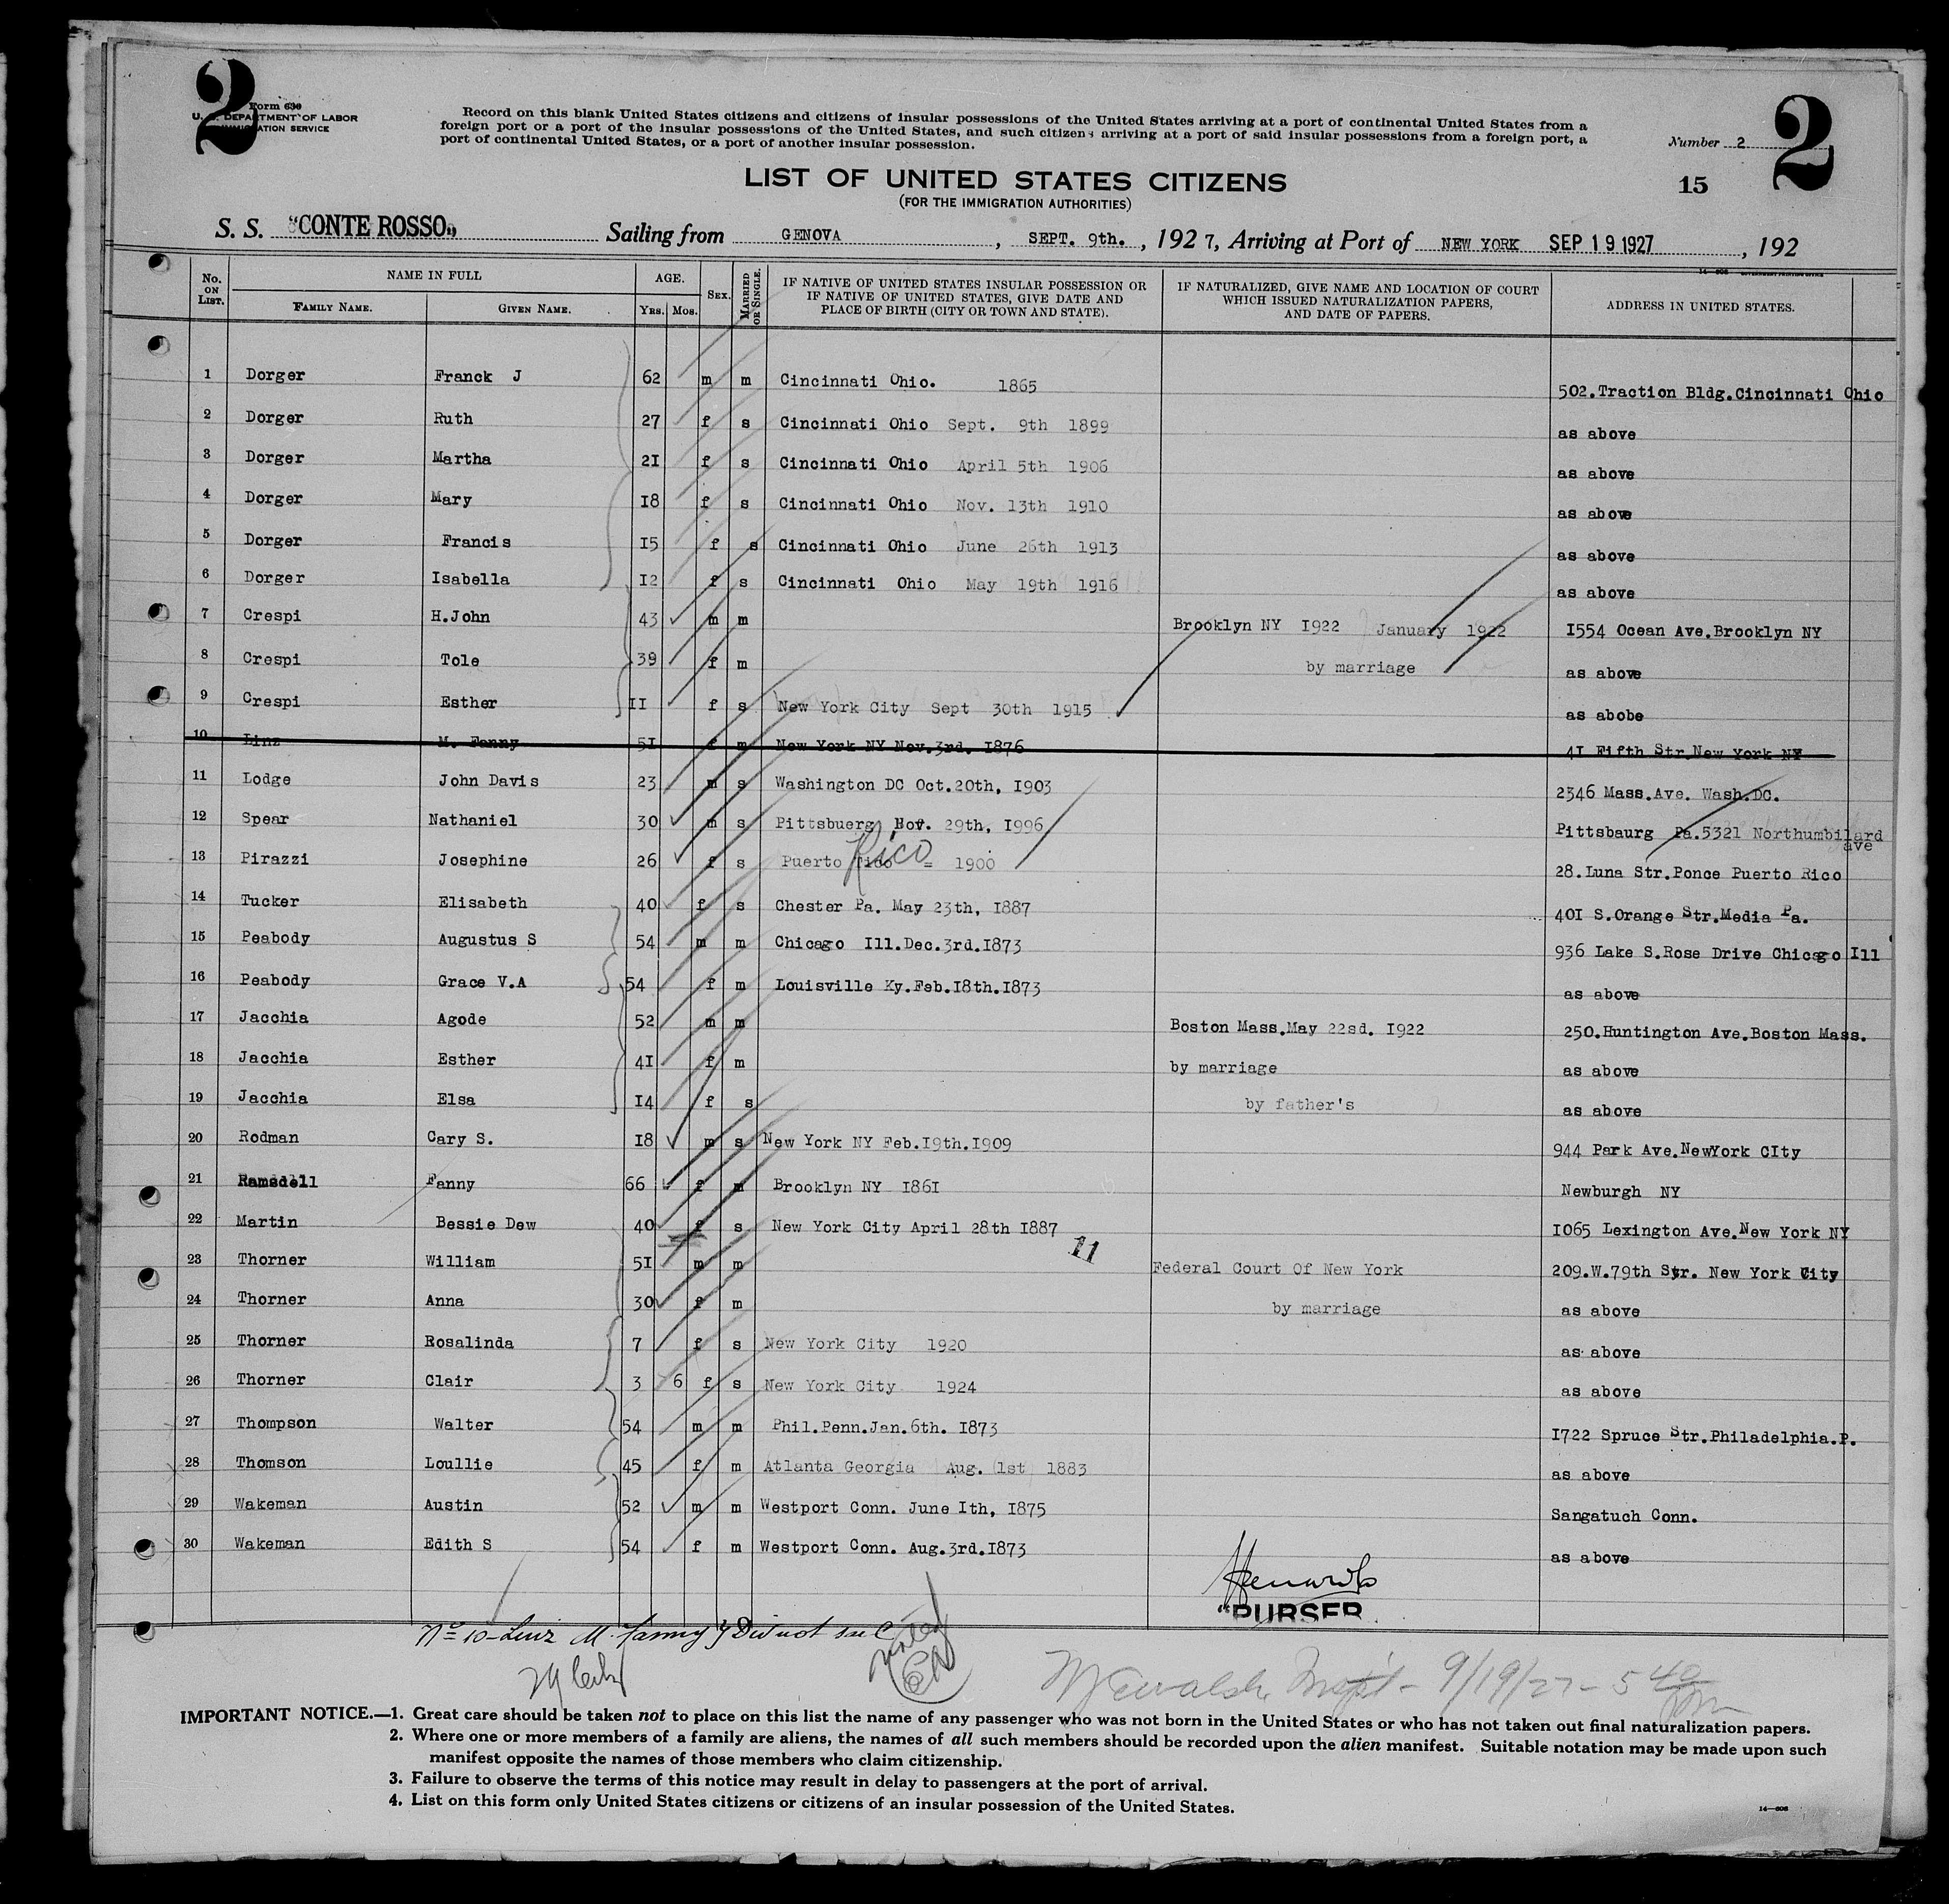 2
Form 630
U. S. DEPARTMENT OF LABOR
IMMIGRATION SERVICE
Record on this blank United States citizens and citizens of insular possessions of the United States arriving at a port of continental United States from a
foreign port or a port of the insular possessions of the United States, and such citizens arriving at a port of said insular possessions from a foreign port, a
port of continental United States, or a port of another insular possession.
Number 2
2
15
LIST OF UNITED STATES CITIZENS
(FOR THE IMMIGRATION AUTHORITIES)
S. S. "CONTE ROSSO" Sailing from GENOVA, SEPT. 9th., 1927, Arriving at Port of NEW YORK SEP 19 1927, 192
No. ON LIST. NAME IN FULL FAMILY NAME. GIVEN NAME. AGE. Yrs. Mos. SEX. MARRIED OR SINGLE. IF NATIVE OF UNITED STATES INSULAR POSSESSION OR IF NATIVE OF UNITED STATES, GIVE DATE AND PLACE OF BIRTH (CITY OR TOWN AND STATE). IF NATURALIZED, GIVE NAME AND LOCATION OF COURT WHICH ISSUED NATURALIZATION PAPERS, AND DATE OF PAPERS. ADDRESS IN UNITED STATES.
1 Dorger Franck J 62 m m Cincinnati Ohio. 1865 502.Traction Bldg.Cincinnati Ohio
2 Dorger Ruth 27 f s Cincinnati Ohio Sept. 9th 1899 as above
3 Dorger Martha 21 f s Cincinnati Ohio April 5th 1906 as above
4 Dorger Mary 18 f s Cincinnati Ohio Nov. 13th 1910 as above
5 Dorger Francis 15 f s Cincinnati Ohio June 26th 1913 as above
6 Dorger Isabella 12 f s Cincinnati Ohio May 19th 1916 as above
7 Crespi H.John 43 m m Brooklyn NY 1922 January 1922 1554 Ocean Ave.Brooklyn NY
8 Crespi Tole 39 f m by marriage as above
9 Crespi Esther 11 f s New York City Sept 30th 1915 as abobe
10 Linz M. Fanny 51 f m New York NY Nov.3rd. 1876 41 Fifth Str.New York NY
11 Lodge John Davis 23 m s Washington DC Oct.20th, 1903 2346 Mass.Ave. Wash.DC.
12 Spear Nathaniel 30 m s Pittsbuerg Nov. 29th, 1996 Pittsbaurg Pa.5321 Northumbilard ave
13 Pirazzi Josephine 26 f s Puerto Rico = 1900 28.Luna Str.Ponce Puerto Rico
14 Tucker Elisabeth 40 f s Chester Pa. May 23th, 1887 401 S.Orange Str.Media Pa.
15 Peabody Augustus S 54 m m Chicago Ill.Dec.3rd.1873 936 Lake S.Rose Drive Chicago Ill
16 Peabody Grace V.A 54 f m Louisville Ky.Feb.18th.1873 as above
17 Jacchia Agode 52 m m Boston Mass.May 22sd. 1922 250.Huntington Ave.Boston Mass.
18 Jacchia Esther 41 f m by marriage as above
19 Jacchia Elsa 14 f s by father's as above
20 Rodman Cary S. 18 m s New York NY Feb.19th.1909 944 Park Ave.NewYork CIty
21 Ramsdell Fanny 66 f m Brooklyn NY 1861 Newburgh NY
22 Martin Bessie Dew 40 f s New York City April 28th 1887 1065 Lexington Ave.New York NY
11
23 Thorner William 51 m m Federal Court Of New York 209.W.79th Str. New York City
24 Thorner Anna 30 f m by marriage as above
25 Thorner Rosalinda 7 f s New York City 1920 as above
26 Thorner Clair 3 6 f s New York City 1924 as above
27 Thompson Walter 54 m m Phil.Penn.Jan.6th. 1873 1722 Spruce Str.Philadelphia.P.
28 Thomson Loullie 45 f m Atlanta Georgia Aug. 1st 1883 as above
29 Wakeman Austin 52 m m Westport Conn. June 1th, 1875 Sangatuch Conn.
30 Wakeman Edith S 54 f m Westport Conn. Aug.3rd.1873 as above
"PURSER
Nº 10 - Linz M. Fanny Did not
9/19/27 - 5 40 pm
IMPORTANT NOTICE.—1. Great care should be taken not to place on this list the name of any passenger who was not born in the United States or who has not taken out final naturalization papers.
2. Where one or more members of a family are aliens, the names of all such members should be recorded upon the alien manifest. Suitable notation may be made upon such
manifest opposite the names of those members who claim citizenship.
3. Failure to observe the terms of this notice may result in delay to passengers at the port of arrival.
4. List on this form only United States citizens or citizens of an insular possession of the United States.